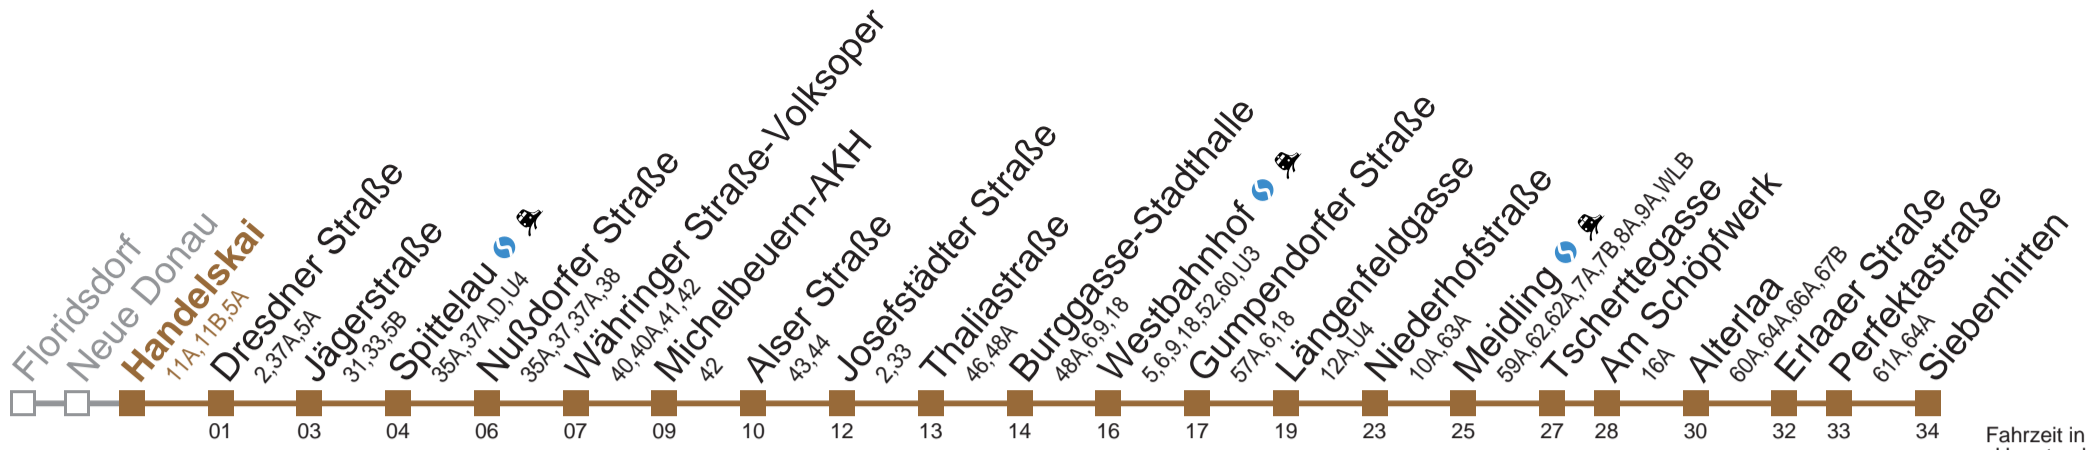 Floridsdorf
Neue Donau
Handelskai
11A,11B,5A
Dresdner Straße
2,37A,5A
Jägerstraße
31,33,5B
Spittelau
35A,37A,D,U4
Nußdorfer Straße
35A,37,37A,38
Währinger Straße-Volksoper
40,40A,41,42
Michelbeuern-AKH
42
Alser Straße
43,44
Josefstädter Straße
2,33
Thaliastraße
46,48A
Burggasse-Stadthalle
48A,6,9,18
Westbahnhof
5,6,9,18,52,60,U3
Gumpendorfer Straße
57A,6,18
Längenfeldgasse
12A,U4
Niederhofstraße
10A,63A
Meidling
59A,62,62A,7A,7B,8A,9A,WLB
Tscherttegasse
Am Schöpfwerk
16A
Alterlaa
60A,64A,66A,67B
Erlaaer Straße
Perfektastraße
61A,64A
Siebenhirten
01 03 04 06 07 09 10 12 13 14 16 17 19 23 25 27 28 30 32 33 34
Fahrzeit in